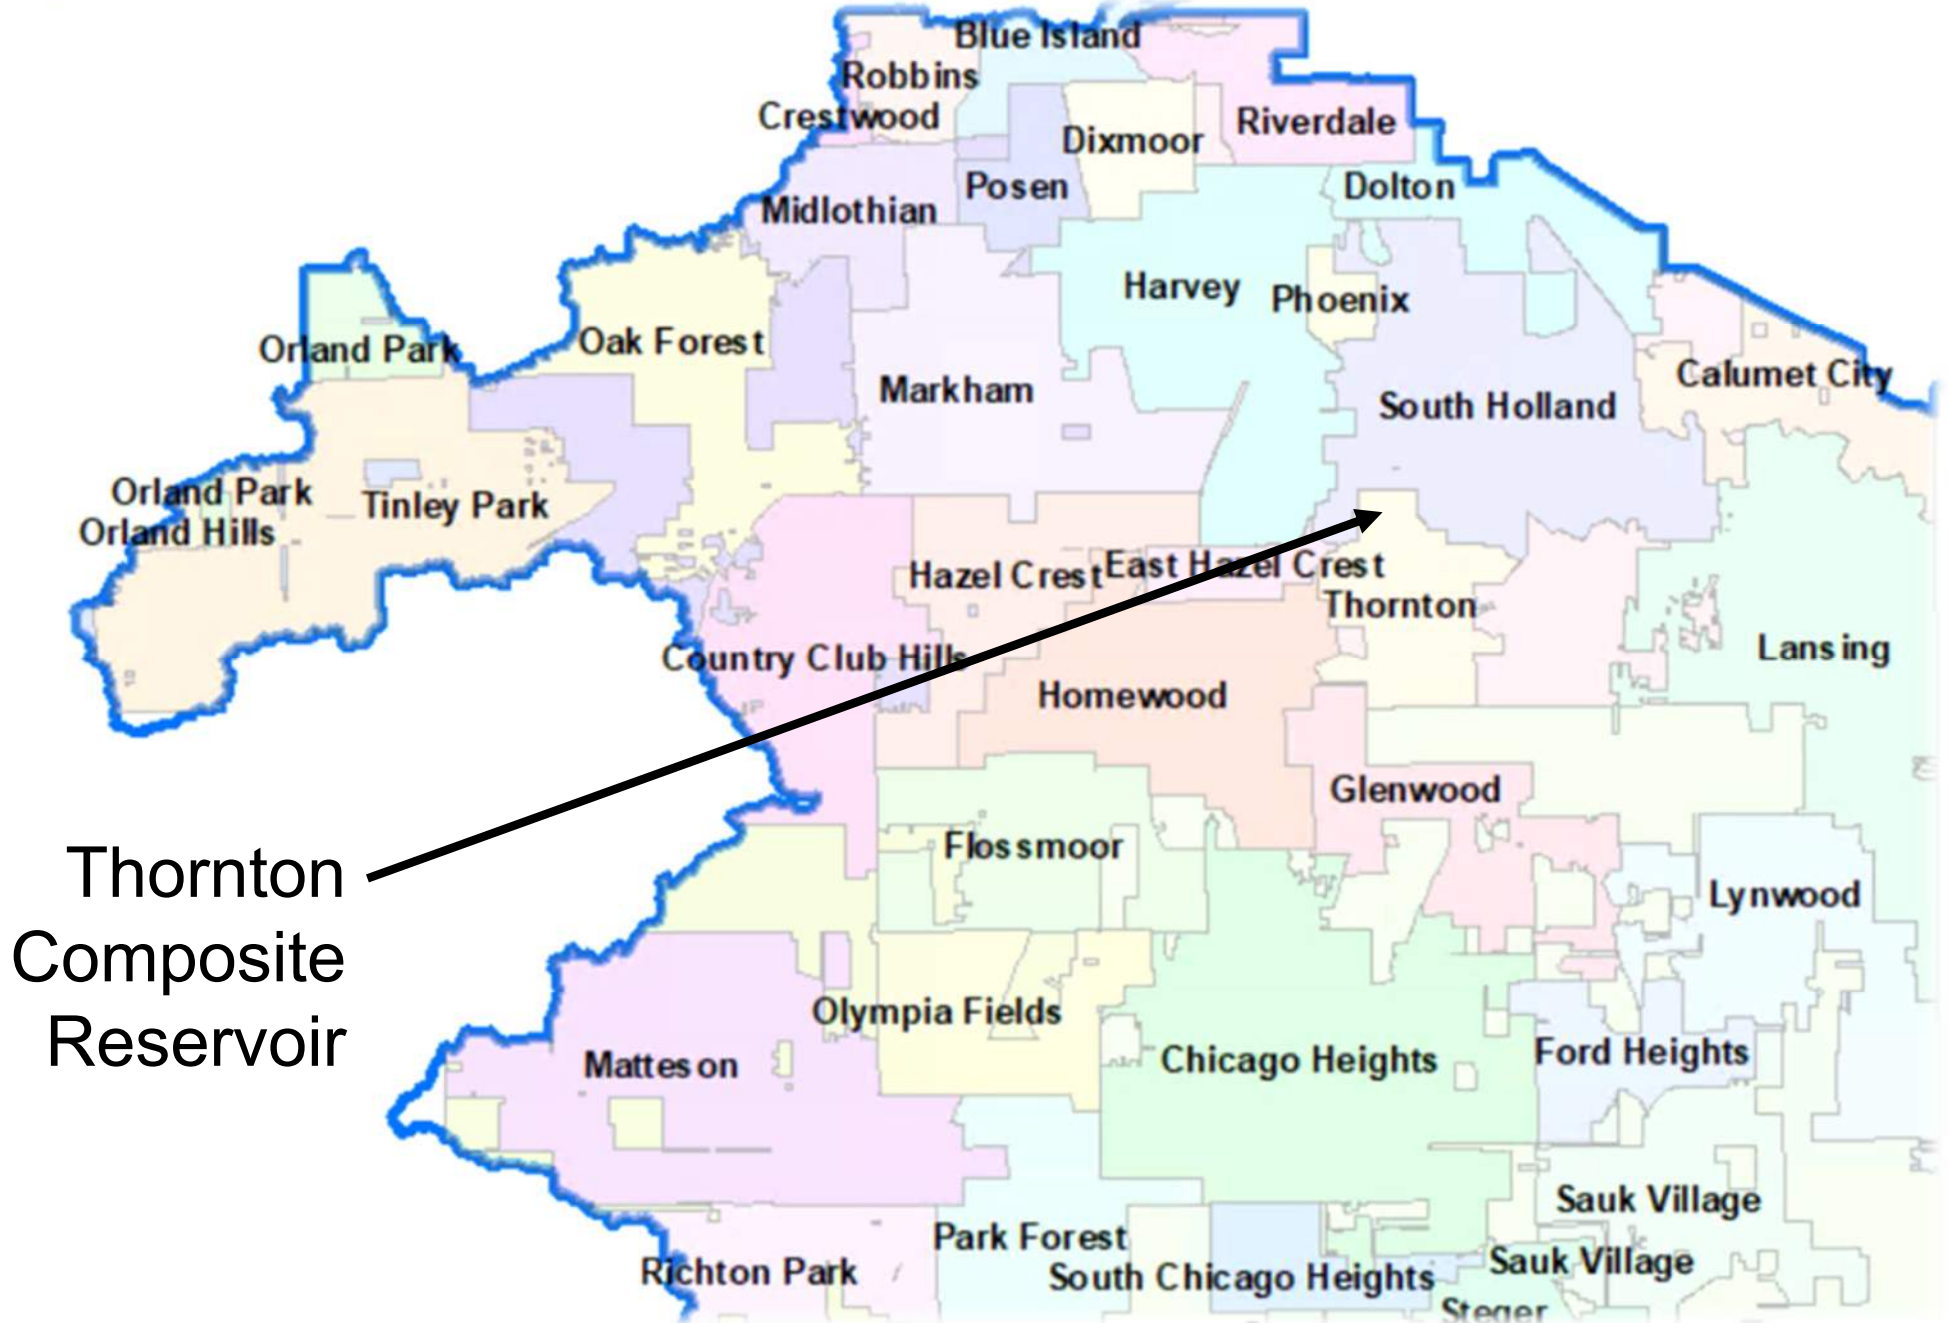 Blue Island
Robbins
Crestwood
Dixmoor
Riverdale
Posen
Dolton
Midlothian
Harvey
Phoenix
Orland Park
Oak Forest
Markham
Calumet City
South Holland
Orland Park
Tinley Park
Orland Hills
Hazel Crest
East Hazel Crest
Thornton
Country Club Hills
Lansing
Homewood
Glenwood
Flossmoor
Thornton
Composite
Reservoir
Lynwood
Olympia Fields
Matteson
Chicago Heights
Ford Heights
Sauk Village
Park Forest
Richton Park
South Chicago Heights
Sauk Village
Steger